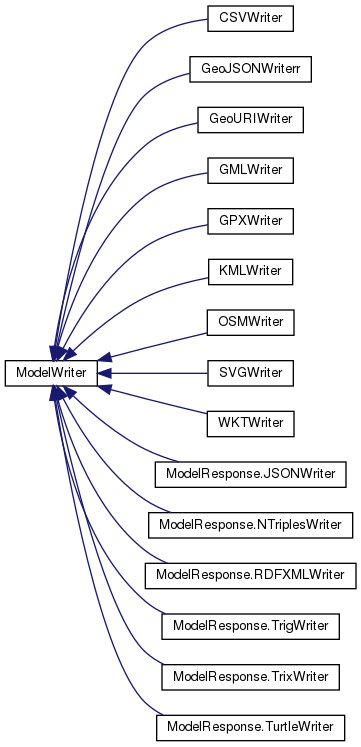 CSVWriter
GeoJSONWriterr
GeoURIWriter
GMLWriter
GPXWriter
KMLWriter
OSMWriter
ModelWriter
SVGWriter
WKTWriter
ModelResponse.JSONWriter
ModelResponse.NTriplesWriter
ModelResponse.RDFXMLWriter
ModelResponse.TrigWriter
ModelResponse.TrixWriter
ModelResponse.TurtleWriter